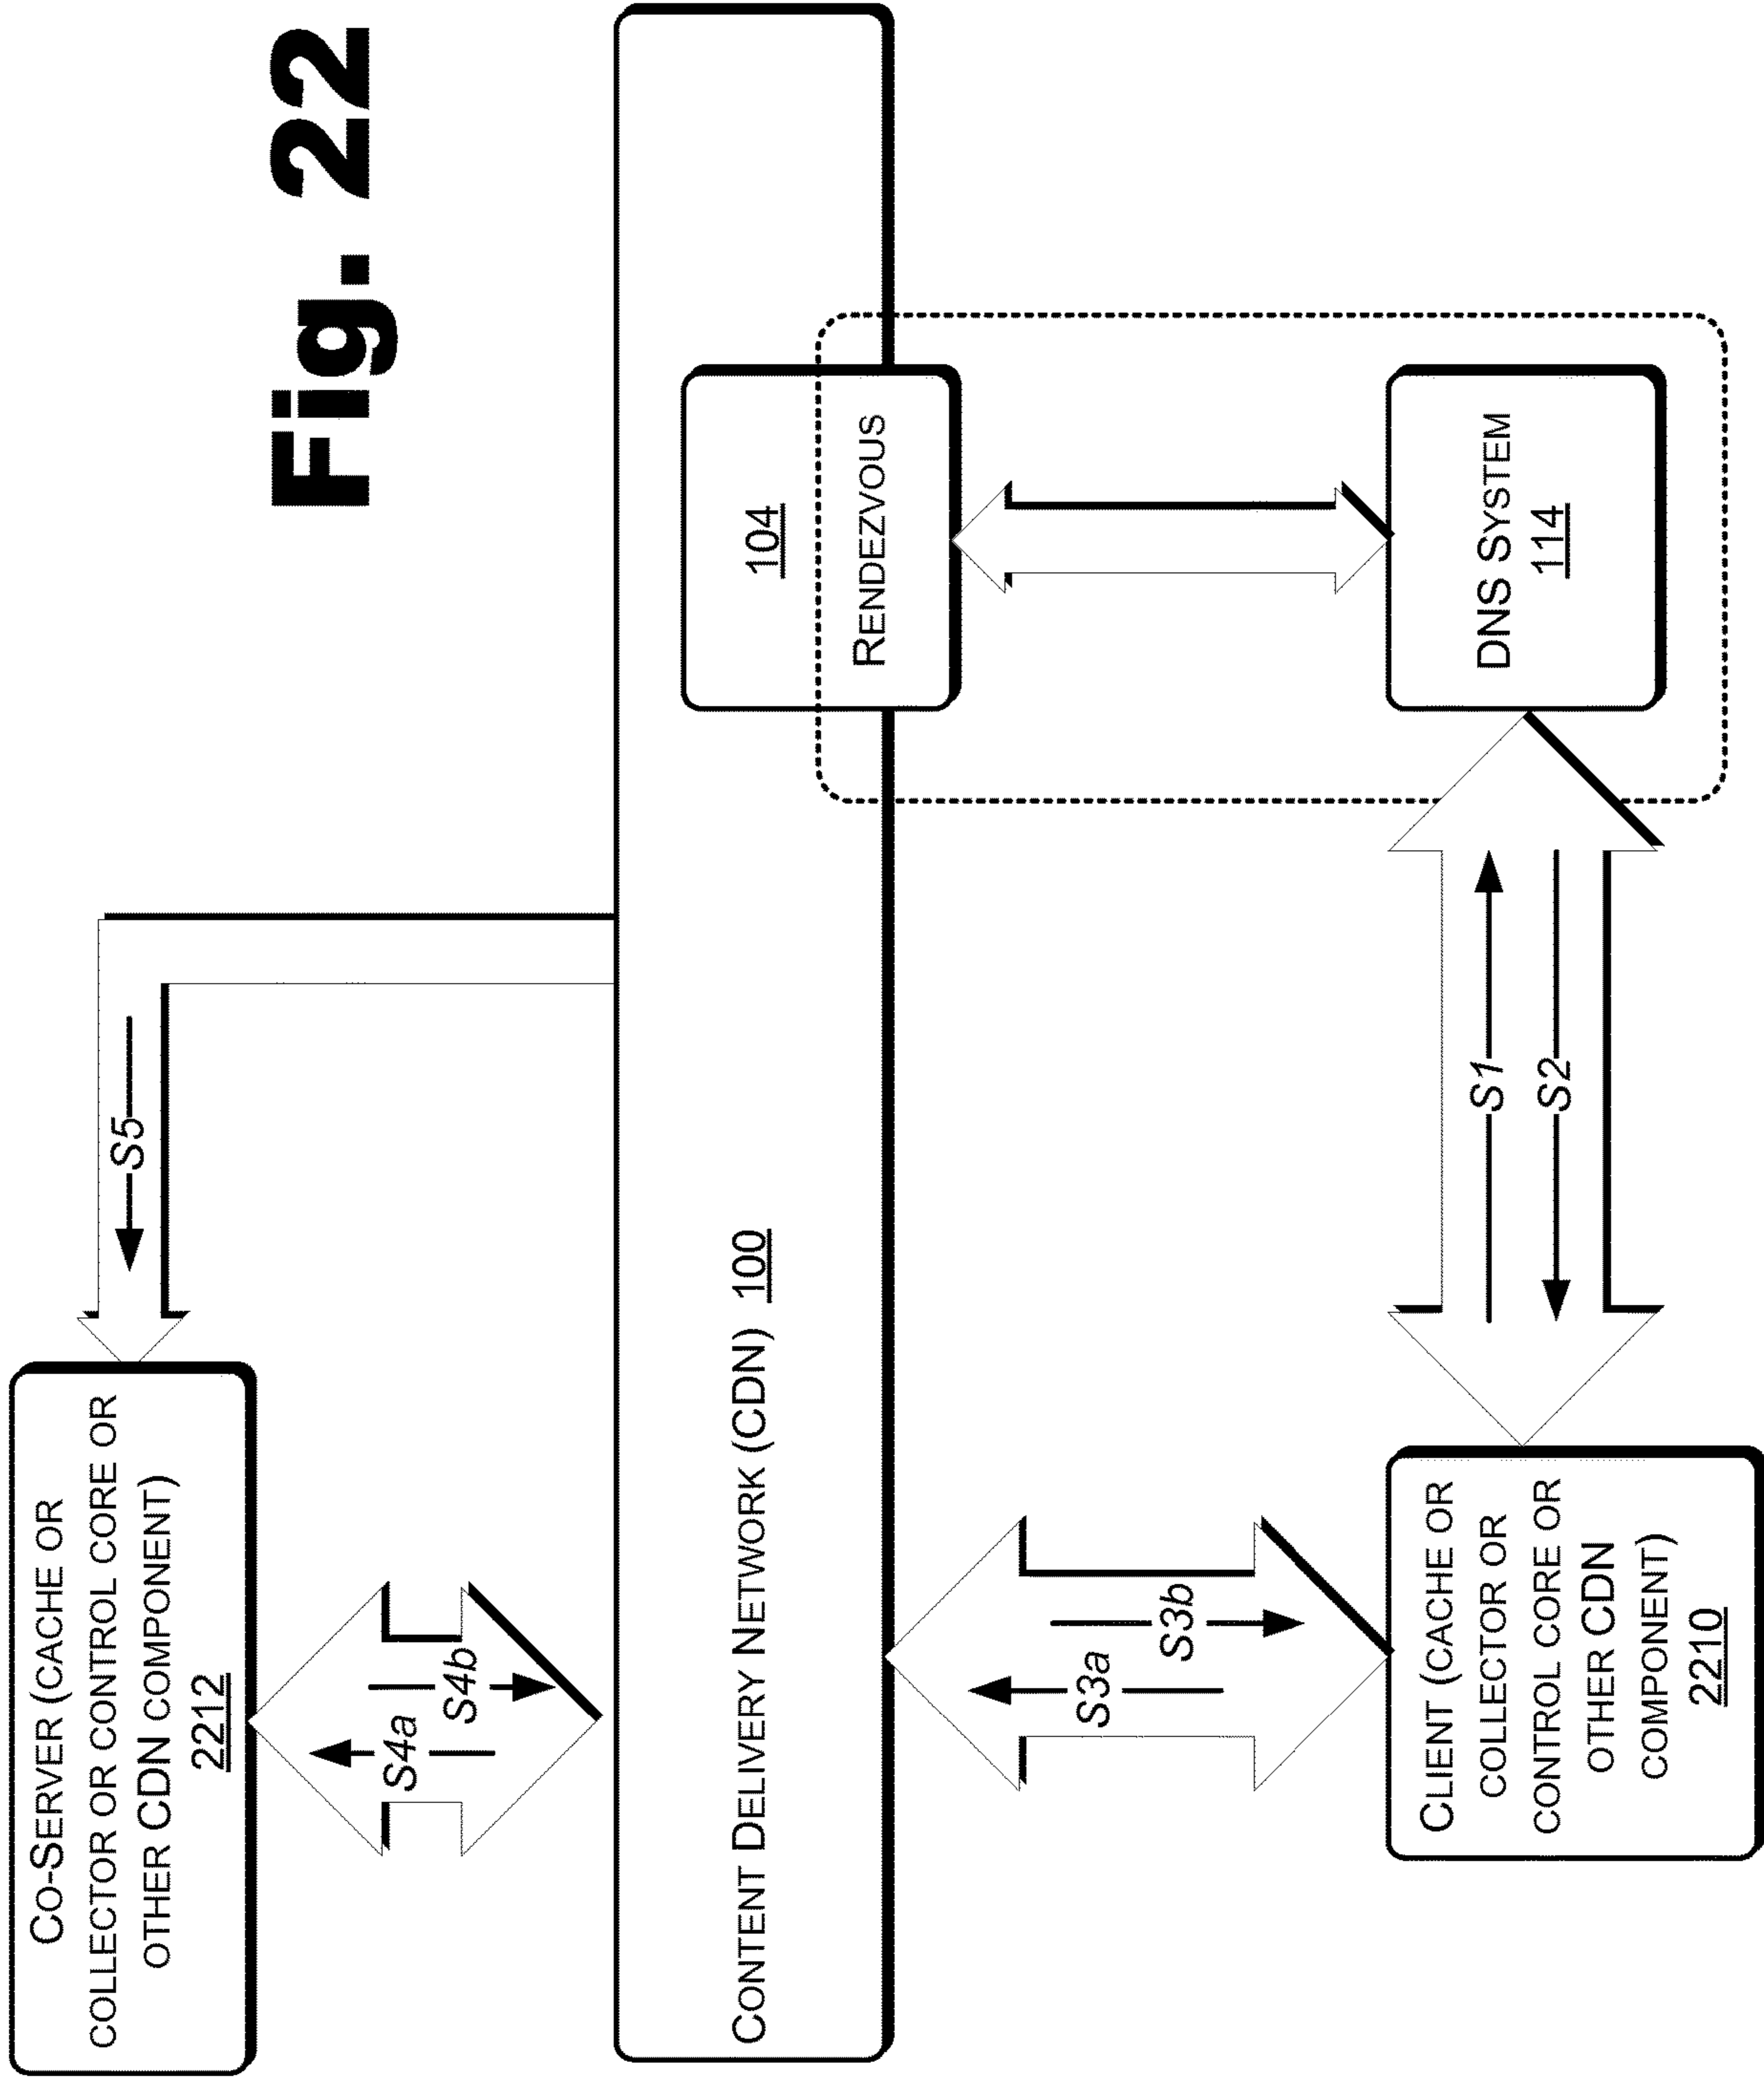 Fig. 22
CO-SERVER (CACHE OR
COLLECTOR OR CONTROL CORE OR
OTHER CDN COMPONENT)
2212
S5
S4a
S4b
CONTENT DELIVERY NETWORK (CDN) 100
104
RENDEZVOUS
S3a
S3b
CLIENT (CACHE OR
COLLECTOR OR
CONTROL CORE OR
OTHER CDN
COMPONENT)
2210
S1
S2
DNS SYSTEM
114